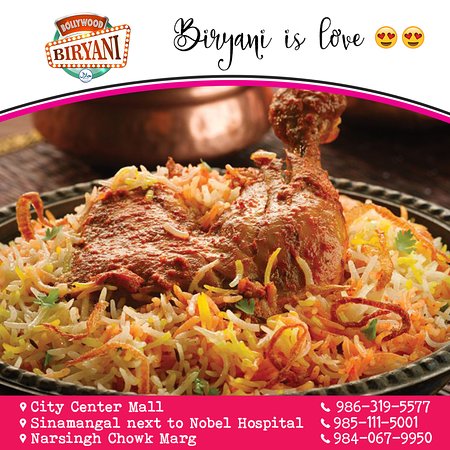 BOLLYWOOD
BIRYANI
Biryani is love 😍😍
City Center Mall 986-319-5577
Sinamangal next to Nobel Hospital 985-111-5001
Narsingh Chowk Marg 984-067-9950